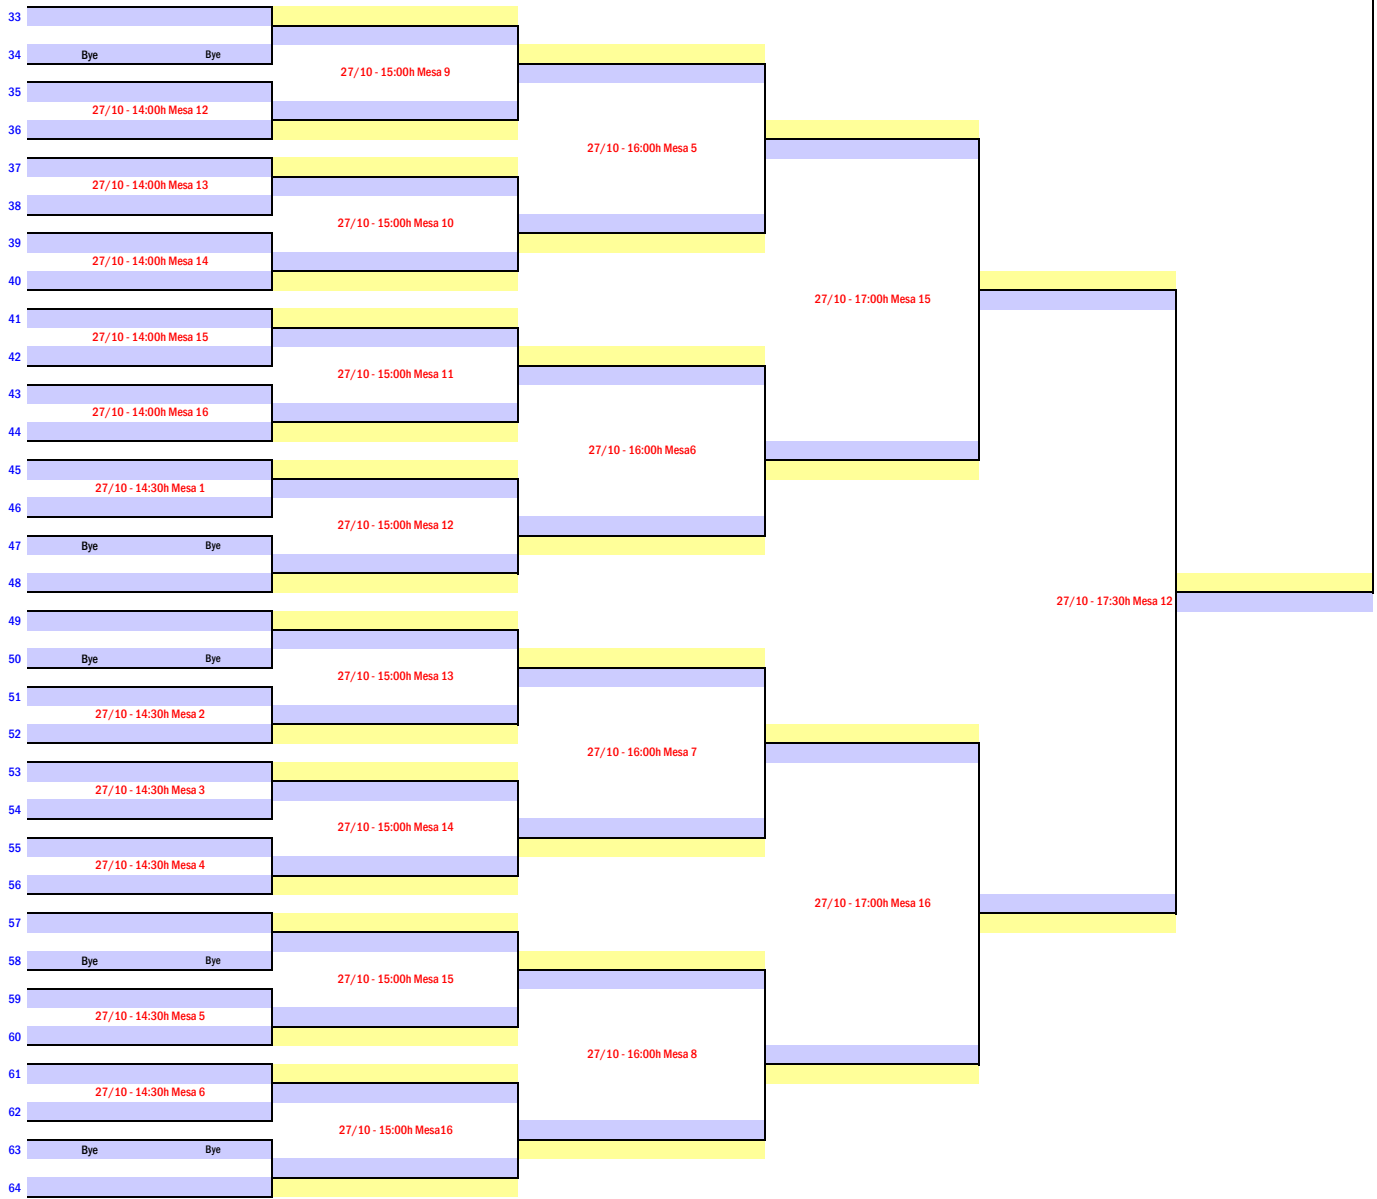 33
34 Bye Bye
27/10 - 15:00h Mesa 9
35
27/10 - 14:00h Mesa 12
36
27/10 - 16:00h Mesa 5
37
27/10 - 14:00h Mesa 13
38
27/10 - 15:00h Mesa 10
39
27/10 - 14:00h Mesa 14
40
27/10 - 17:00h Mesa 15
41
27/10 - 14:00h Mesa 15
42
27/10 - 15:00h Mesa 11
43
27/10 - 14:00h Mesa 16
44
27/10 - 16:00h Mesa6
45
27/10 - 14:30h Mesa 1
46
27/10 - 15:00h Mesa 12
47 Bye Bye
48
27/10 - 17:30h Mesa 12
49
50 Bye Bye
27/10 - 15:00h Mesa 13
51
27/10 - 14:30h Mesa 2
52
27/10 - 16:00h Mesa 7
53
27/10 - 14:30h Mesa 3
54
27/10 - 15:00h Mesa 14
55
27/10 - 14:30h Mesa 4
56
27/10 - 17:00h Mesa 16
57
58 Bye Bye
27/10 - 15:00h Mesa 15
59
27/10 - 14:30h Mesa 5
60
27/10 - 16:00h Mesa 8
61
27/10 - 14:30h Mesa 6
62
27/10 - 15:00h Mesa16
63 Bye Bye
64